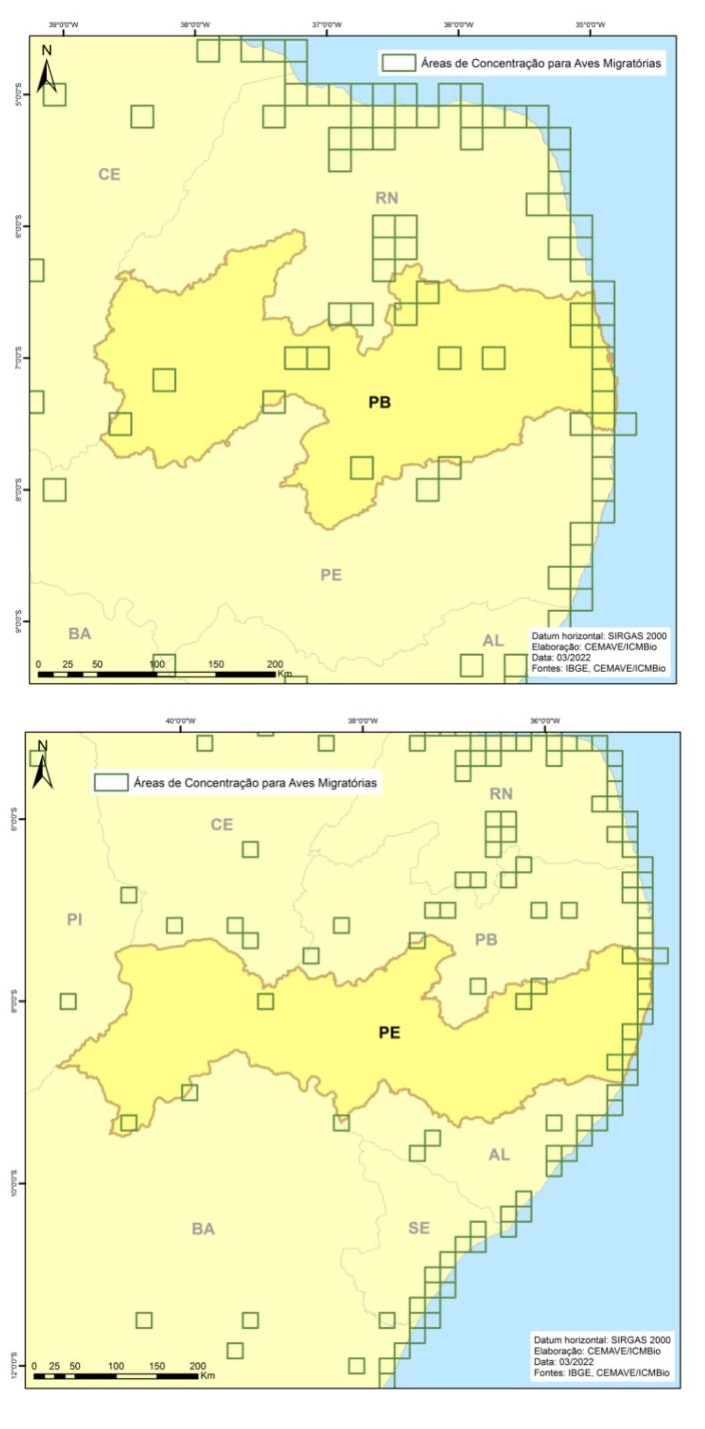 39°0'0"W 38°0'0"W 37°0'0"W 36°0'0"W 35°0'0"W
N
Áreas de Concentração para Aves Migratórias
5°0'0"S
CE
RN
6°0'0"S
7°0'0"S
PB
8°0'0"S
PE
9°0'0"S
BA
AL
Datum horizontal: SIRGAS 2000
Elaboração: CEMAVE/ICMBio
Data: 03/2022
Fontes: IBGE, CEMAVE/ICMBio
0 25 50 100 150 200
Km
40°0'0"W 38°0'0"W 36°0'0"W
N
Áreas de Concentração para Aves Migratórias
RN
6°0'0"S
CE
PI
PB
8°0'0"S
PE
AL
10°0'0"S
BA
SE
Datum horizontal: SIRGAS 2000
Elaboração: CEMAVE/ICMBio
Data: 03/2022
Fontes: IBGE, CEMAVE/ICMBio
12°0'0"S
0 25 50 100 150 200
Km